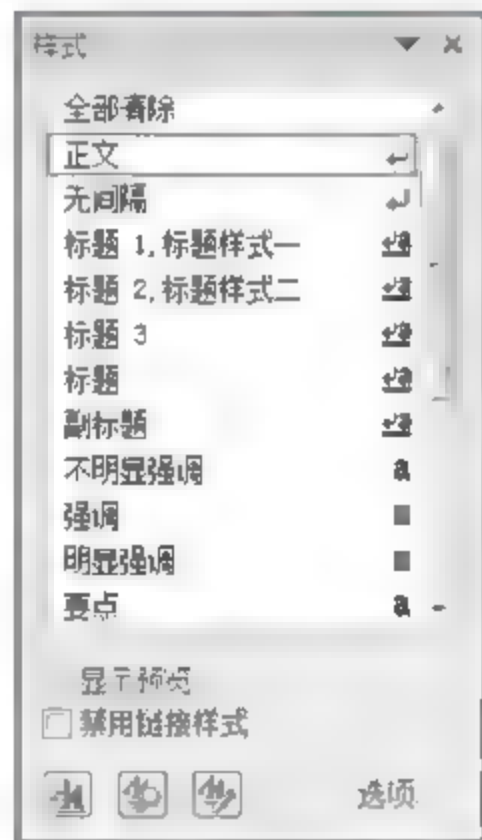 样式
全部清除
正文
无间隔
标题 1,标题样式一
标题 2,标题样式二
标题 3
标题
副标题
不明显强调
强调
明显强调
要点
显示预览
禁用链接样式
选项